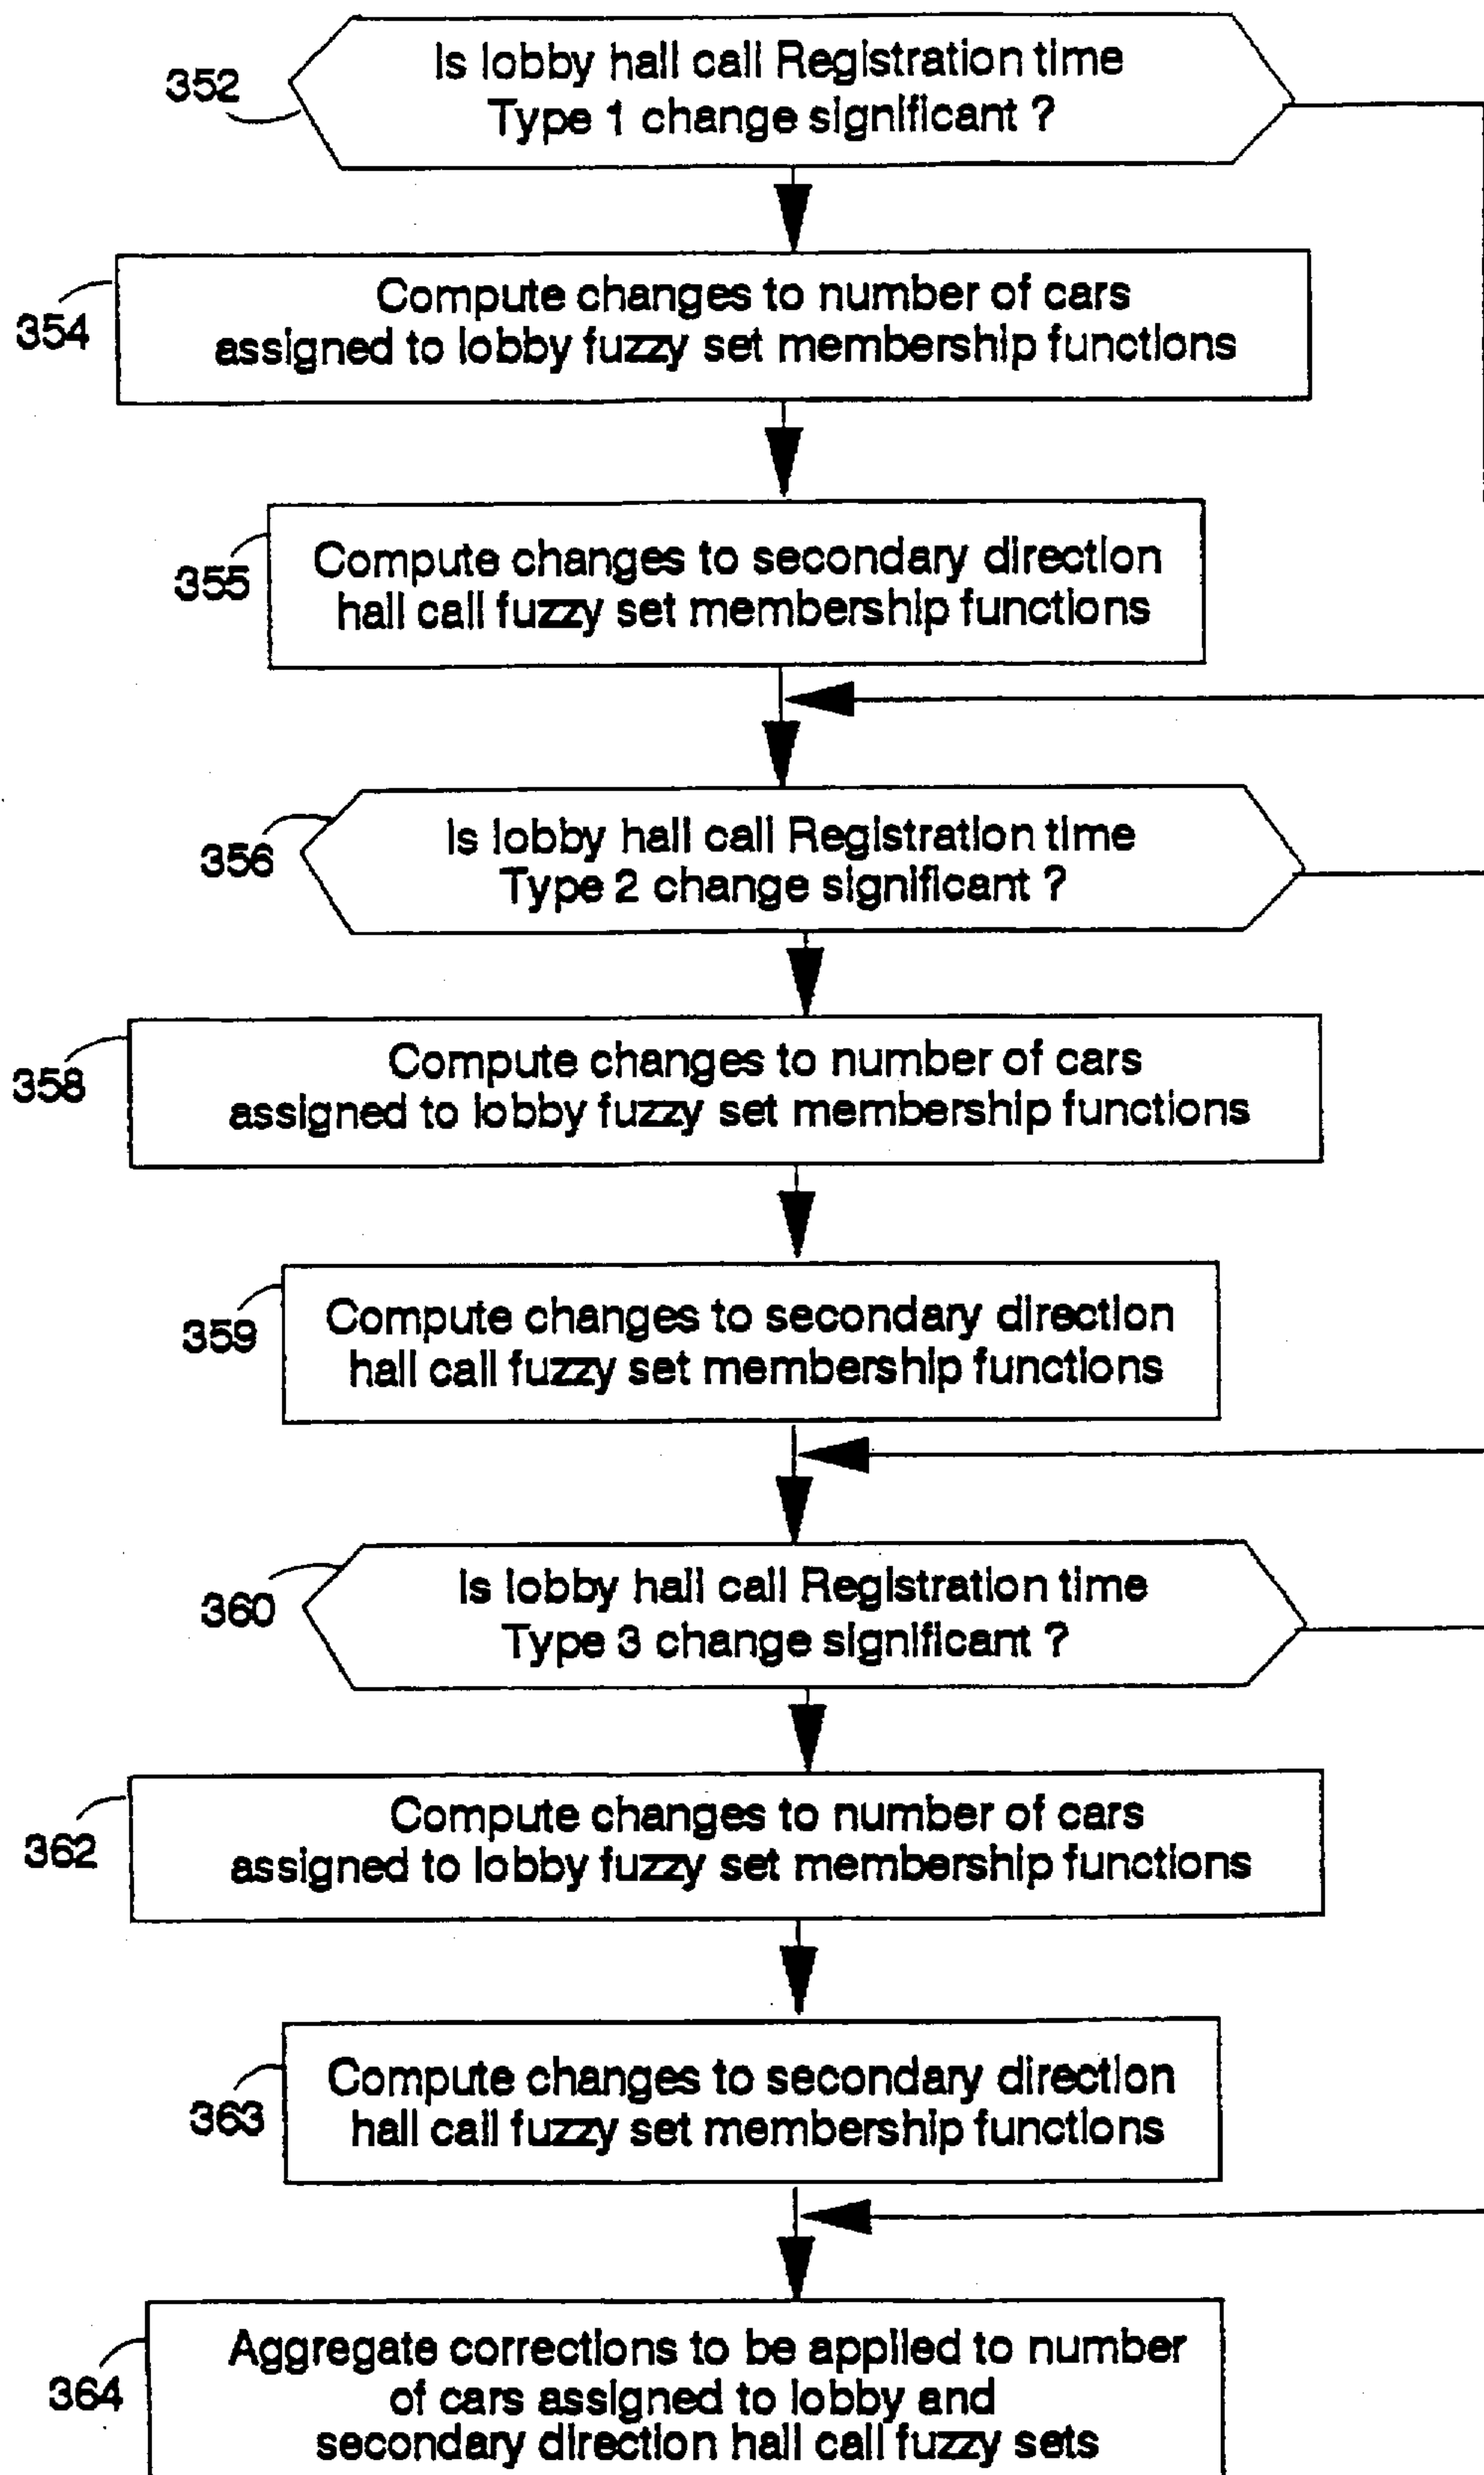 352
Is lobby hall call Registration time
Type 1 change significant ?
354
Compute changes to number of cars
assigned to lobby fuzzy set membership functions
355
Compute changes to secondary direction
hall call fuzzy set membership functions
356
Is lobby hall call Registration time
Type 2 change significant ?
358
Compute changes to number of cars
assigned to lobby fuzzy set membership functions
359
Compute changes to secondary direction
hall call fuzzy set membership functions
360
Is lobby hall call Registration time
Type 3 change significant ?
362
Compute changes to number of cars
assigned to lobby fuzzy set membership functions
363
Compute changes to secondary direction
hall call fuzzy set membership functions
364
Aggregate corrections to be applied to number
of cars assigned to lobby and
secondary direction hall call fuzzy sets